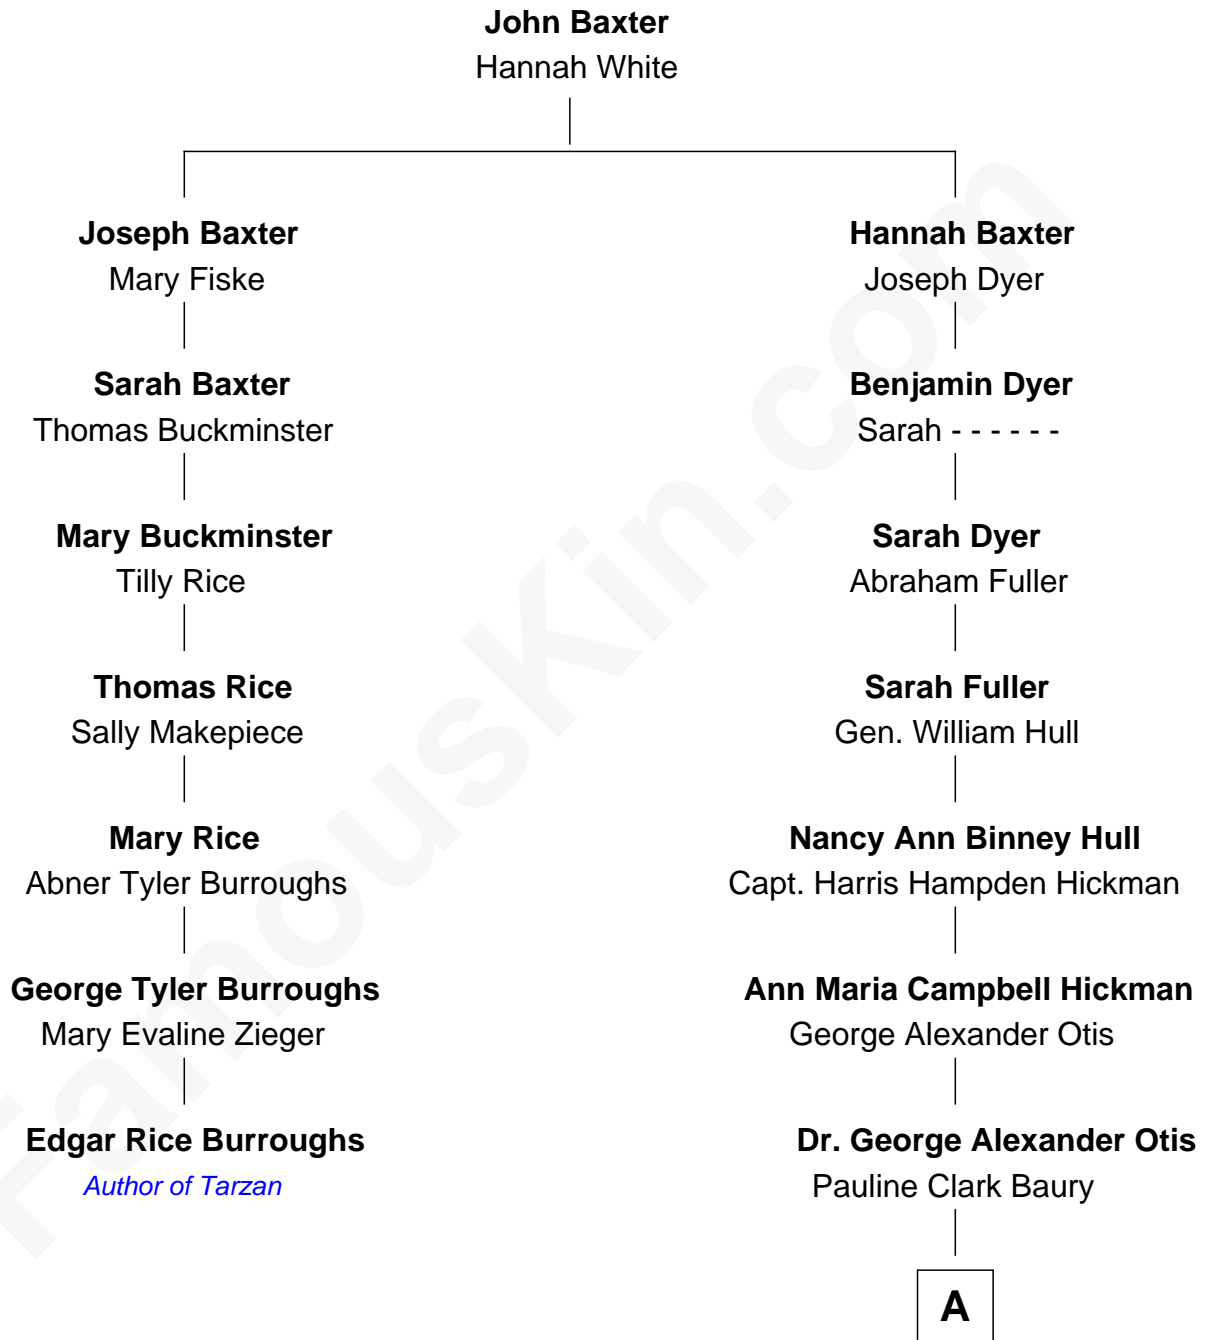 John Baxter
Hannah White
Joseph Baxter
Mary Fiske
Hannah Baxter
Joseph Dyer
Sarah Baxter
Thomas Buckminster
Benjamin Dyer
Sarah - - - - - -
Mary Buckminster
Tilly Rice
Sarah Dyer
Abraham Fuller
Thomas Rice
Sally Makepiece
Sarah Fuller
Gen. William Hull
Mary Rice
Abner Tyler Burroughs
Nancy Ann Binney Hull
Capt. Harris Hampden Hickman
George Tyler Burroughs
Mary Evaline Zieger
Ann Maria Campbell Hickman
George Alexander Otis
Edgar Rice Burroughs
Author of Tarzan
Dr. George Alexander Otis
Pauline Clark Baury
A
FamousKin.com